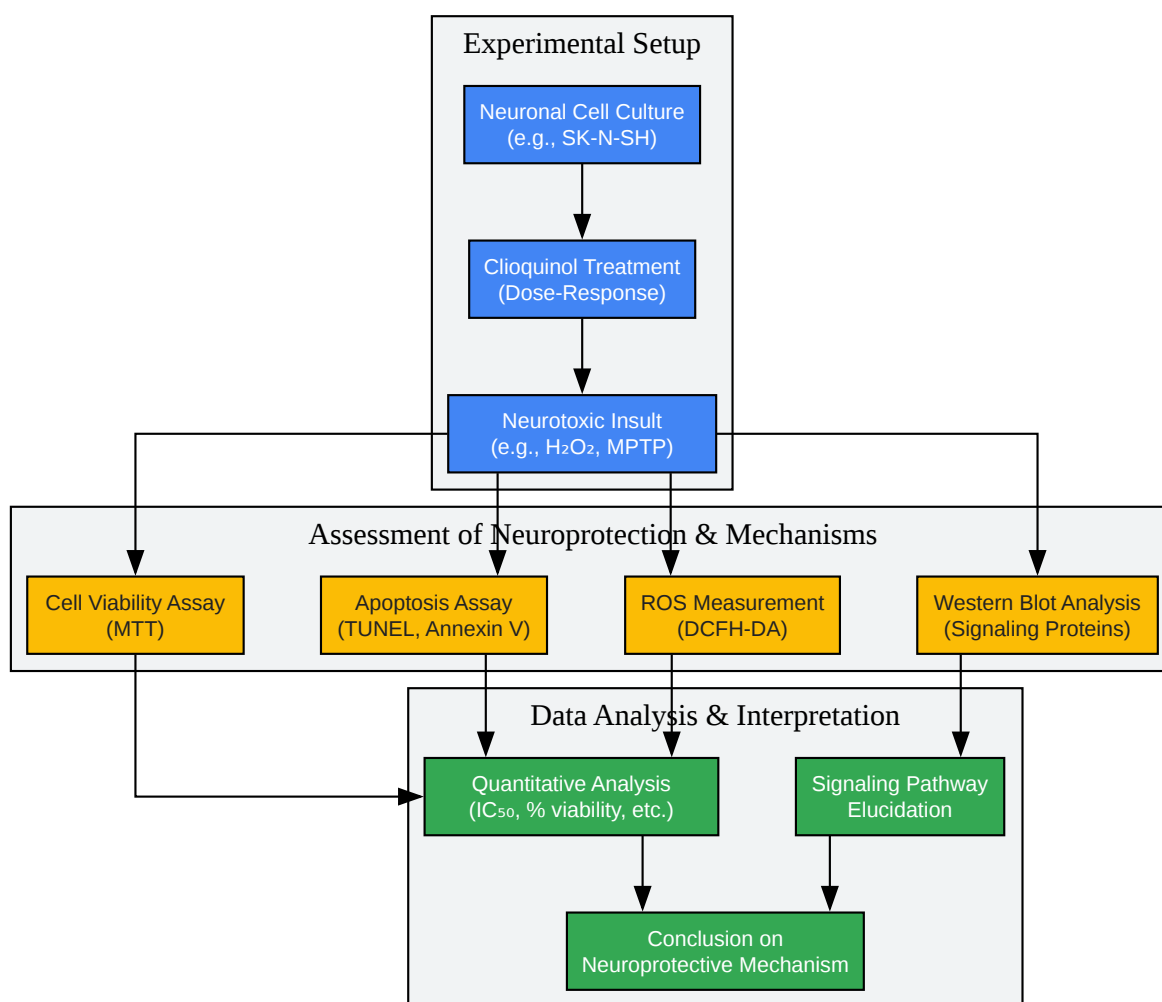 Experimental Setup
Neuronal Cell Culture
(e.g., SK-N-SH)
Clioquinol Treatment
(Dose-Response)
Neurotoxic Insult
(e.g., H₂O₂, MPTP)
Assessment of Neuroprotection & Mechanisms
Cell Viability Assay
(MTT)
Apoptosis Assay
(TUNEL, Annexin V)
ROS Measurement
(DCFH-DA)
Western Blot Analysis
(Signaling Proteins)
Data Analysis & Interpretation
Quantitative Analysis
(IC₅₀, % viability, etc.)
Signaling Pathway
Elucidation
Conclusion on
Neuroprotective Mechanism